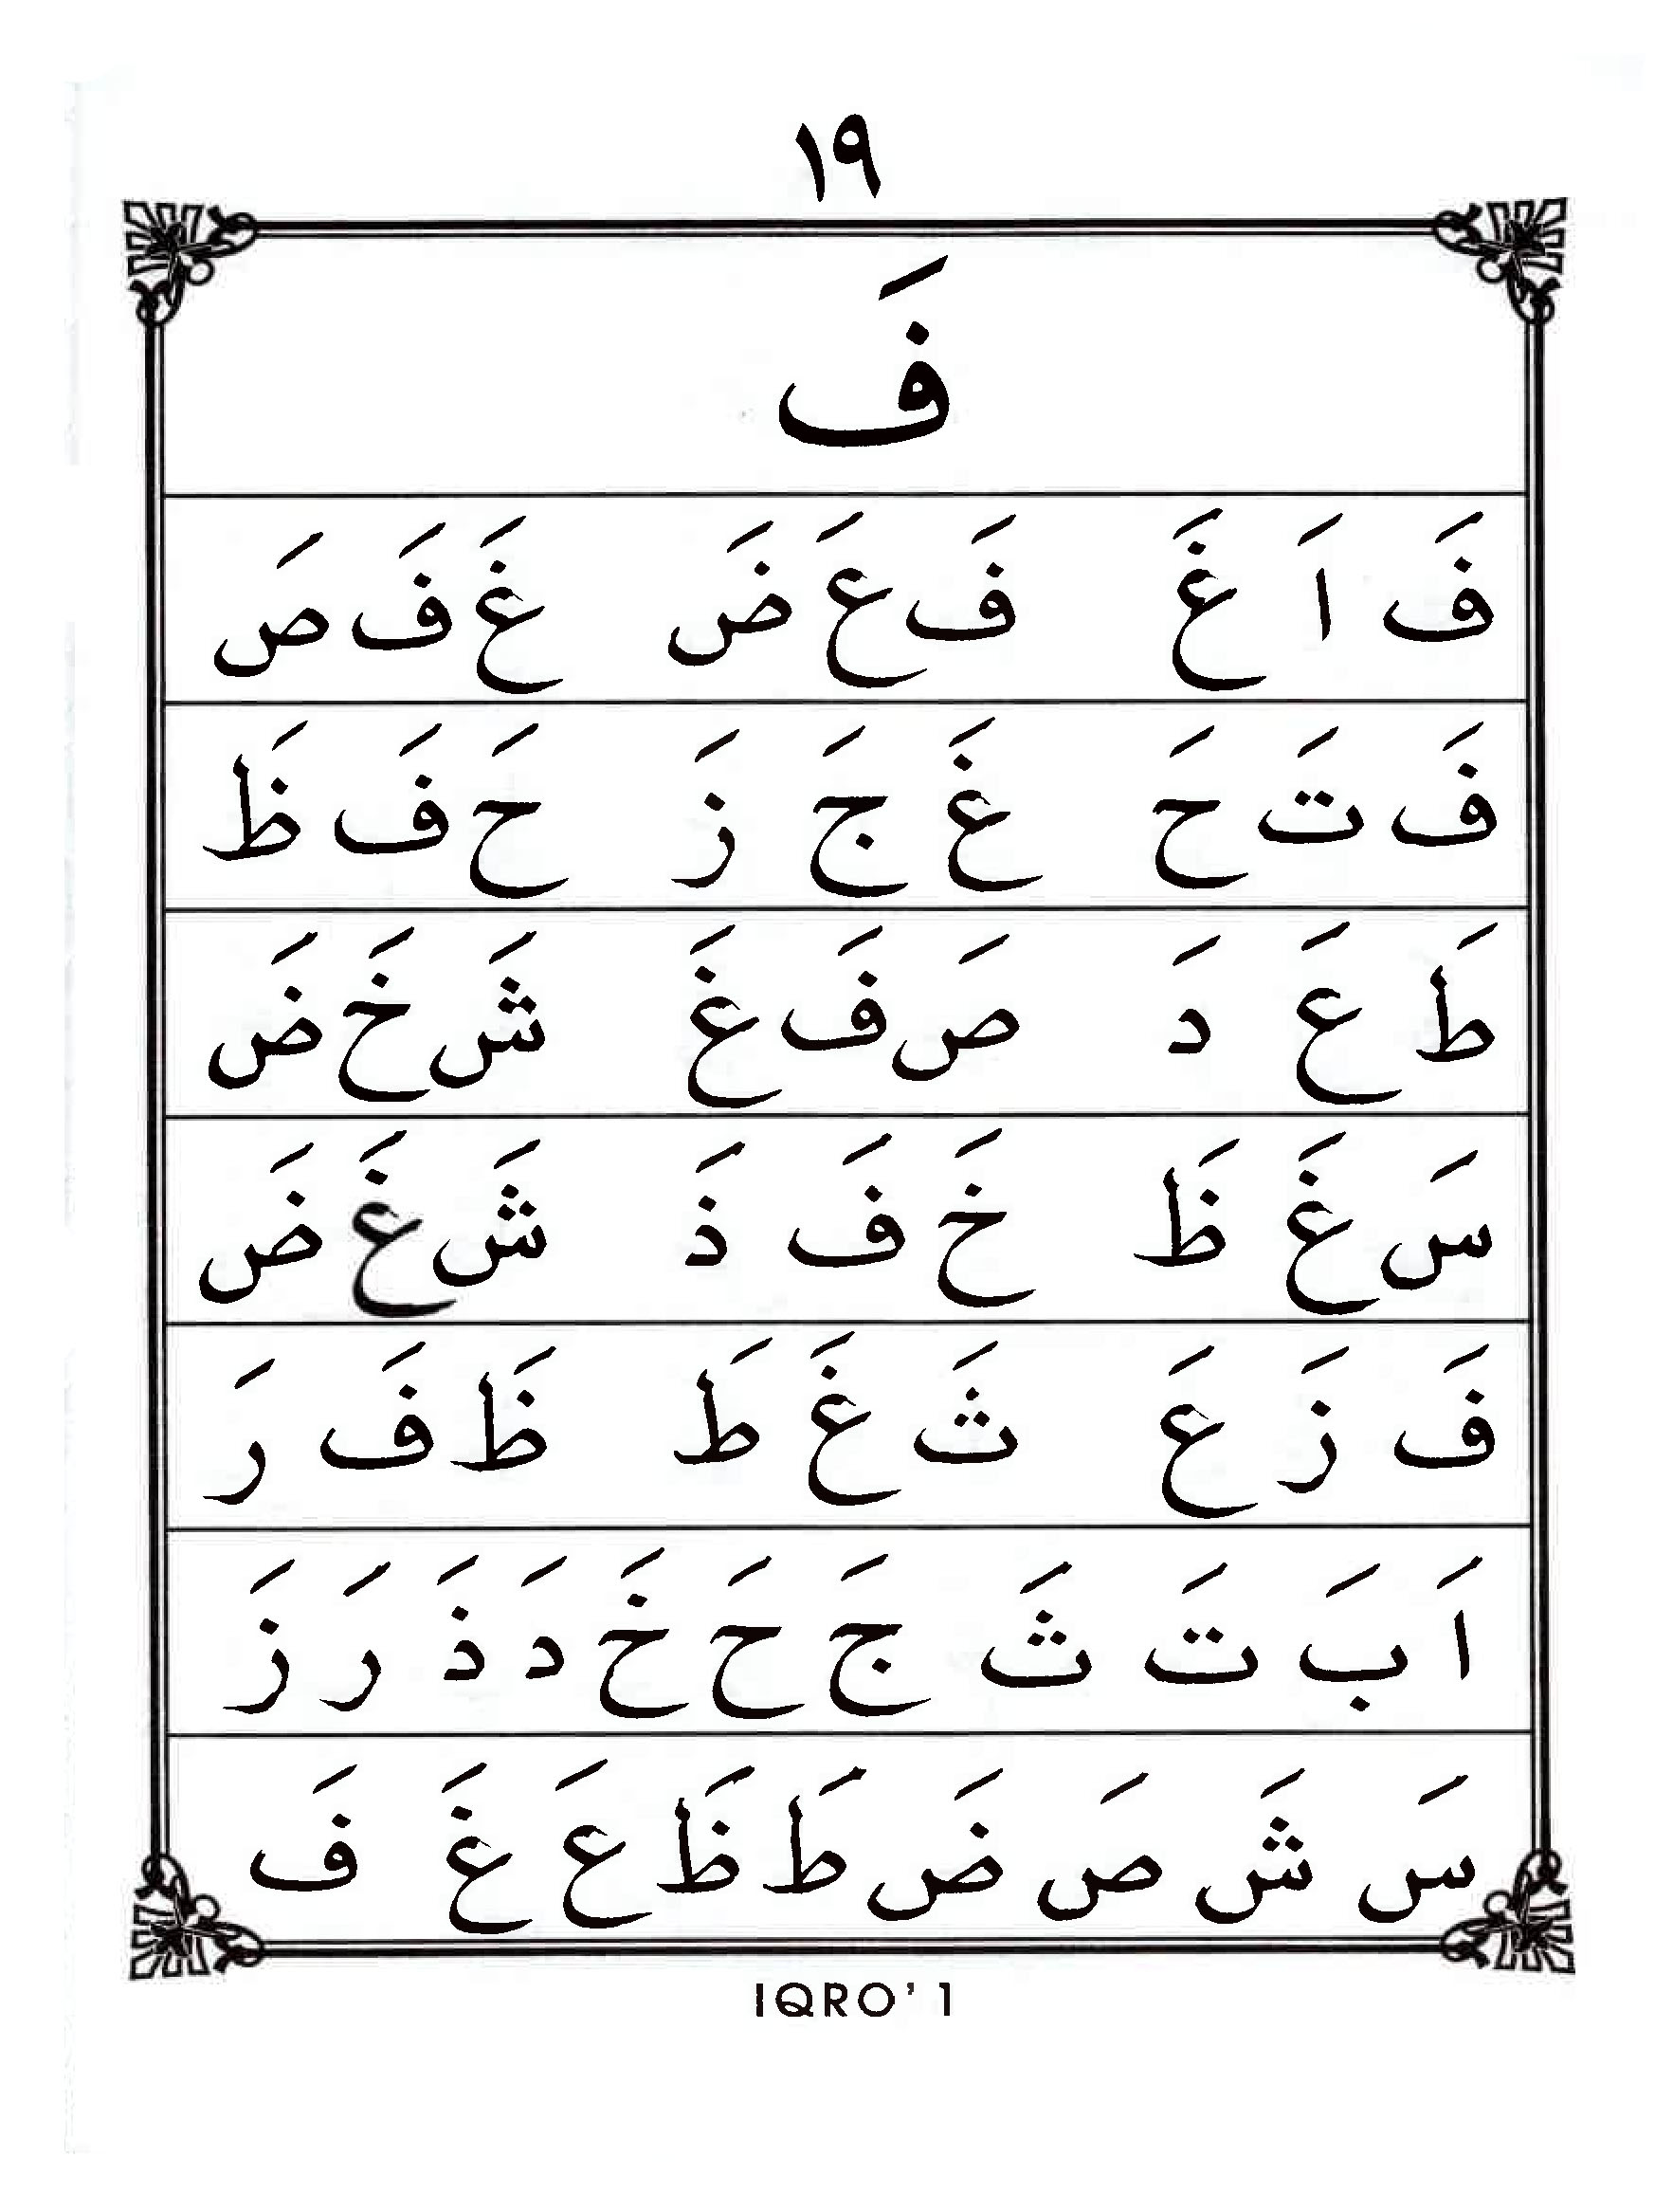 ١٩
فَ
فَ اَ غَ فَ عَ ضَ غَ فَ صَ
فَ تَ حَ غَ جَ زَ حَ فَ ظَ
طَ عَ دَ صَ فَ غَ شَ خَ ضَ
سَ غَ ظَ خَ فَ ذَ شَ غَ ضَ
فَ زَ عَ ثَ غَ طَ ظَ فَ رَ
اَ بَ تَ ثَ جَ حَ خَ دَ ذَ رَ زَ
سَ شَ صَ ضَ طَ ظَ عَ غَ فَ
IQRO' 1